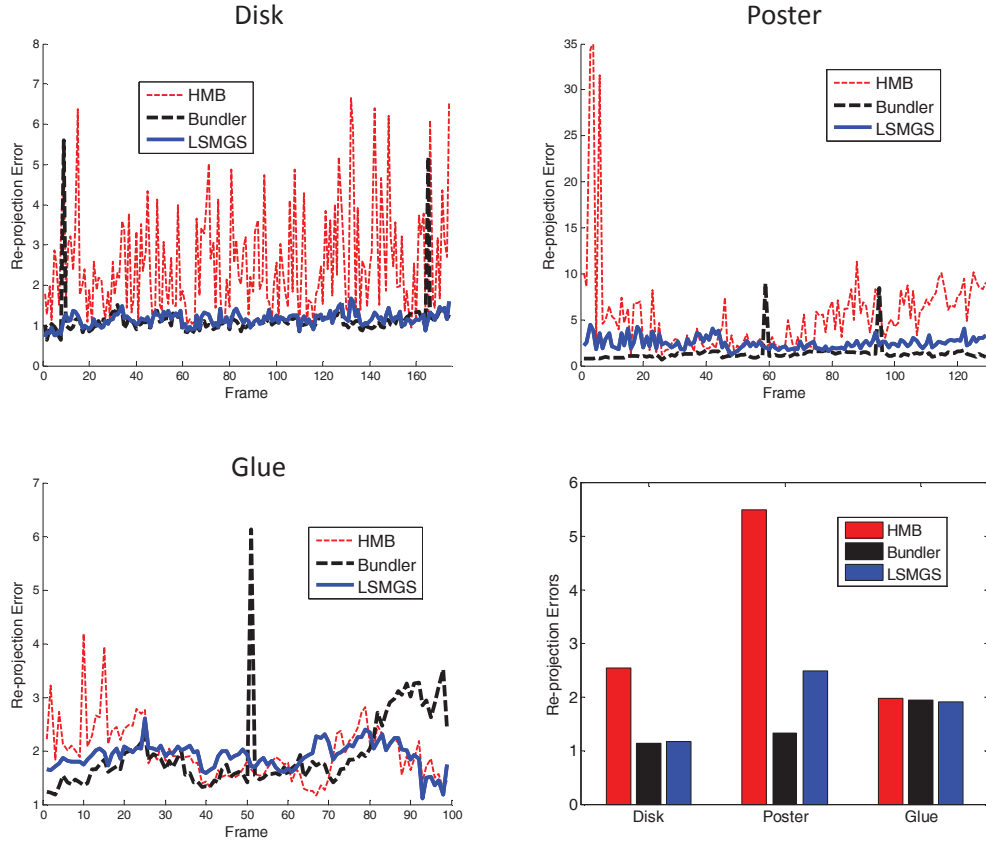 Disk
8
7
6
5
4
3
2
1
0
Re-projection Error
HMB
Bundler
LSMGS
0 20 40 60 80 100 120 140 160
Frame
Poster
35
30
25
20
15
10
5
0
Re-projection Error
HMB
Bundler
LSMGS
0 20 40 60 80 100 120
Frame
Glue
7
6
5
4
3
2
1
Re-projection Error
HMB
Bundler
LSMGS
0 10 20 30 40 50 60 70 80 90 100
Frame
6
5
4
3
2
1
0
Re-projection Errors
HMB
Bundler
LSMGS
Disk Poster Glue